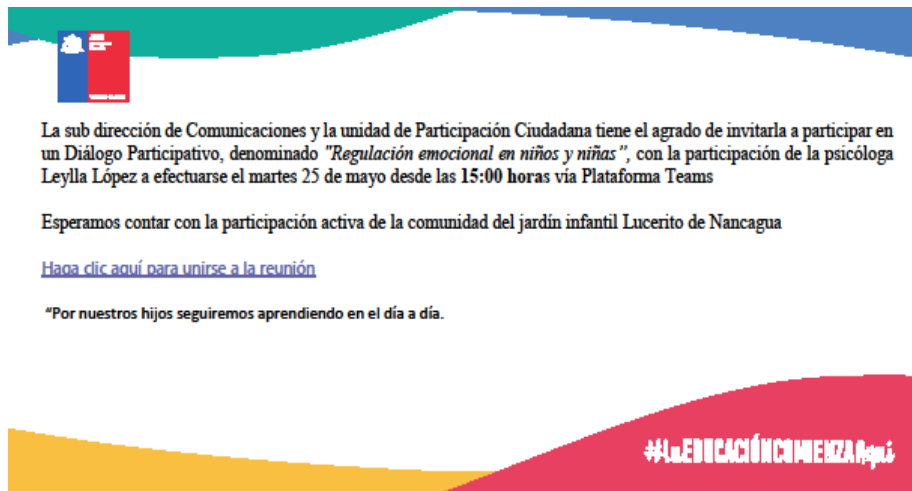 La sub dirección de Comunicaciones y la unidad de Participación Ciudadana tiene el agrado de invitarla a participar en
un Diálogo Participativo, denominado "Regulación emocional en niños y niñas", con la participación de la psicóloga
Leylla López a efectuarse el martes 25 de mayo desde las 15:00 horas vía Plataforma Teams
Esperamos contar con la participación activa de la comunidad del jardín infantil Lucerito de Nancagua
Haga clic aquí para unirse a la reunión
“Por nuestros hijos seguiremos aprendiendo en el día a día.
#LaEDUCACIÓNCOMIENZAAquí